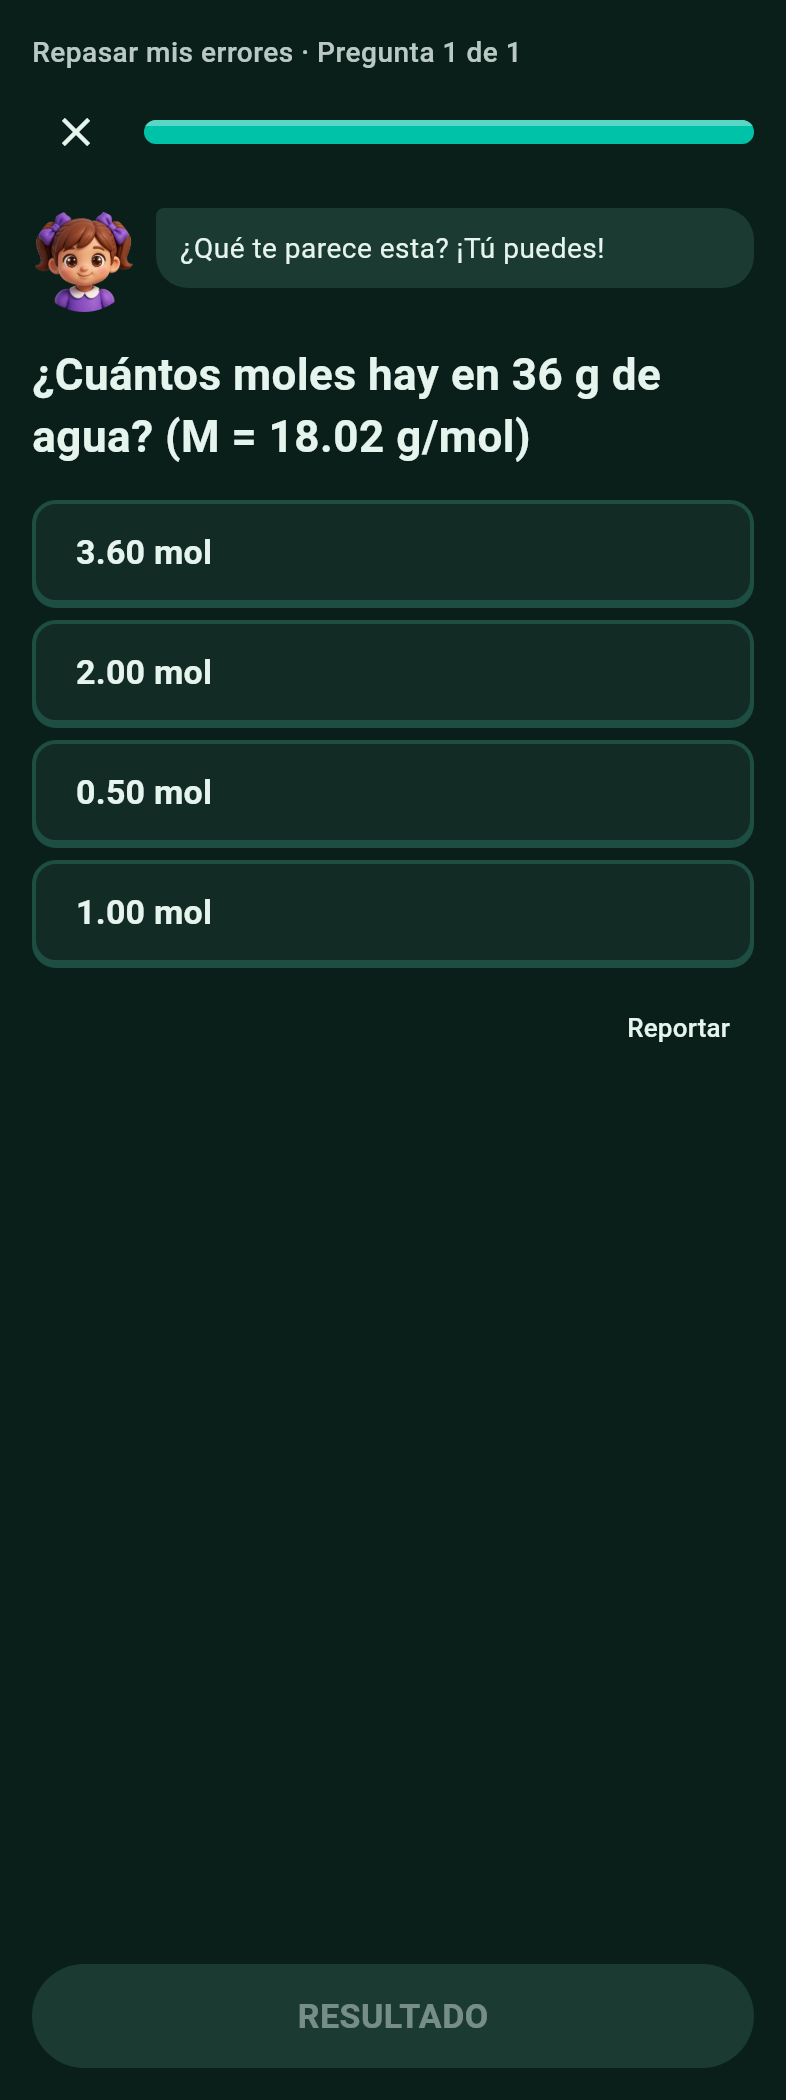 Repasar mis errores · Pregunta 1 de 1
¿Qué te parece esta? ¡Tú puedes!
¿Cuántos moles hay en 36 g de
agua? (M = 18.02 g/mol)
3.60 mol
2.00 mol
0.50 mol
1.00 mol
Reportar
RESULTADO